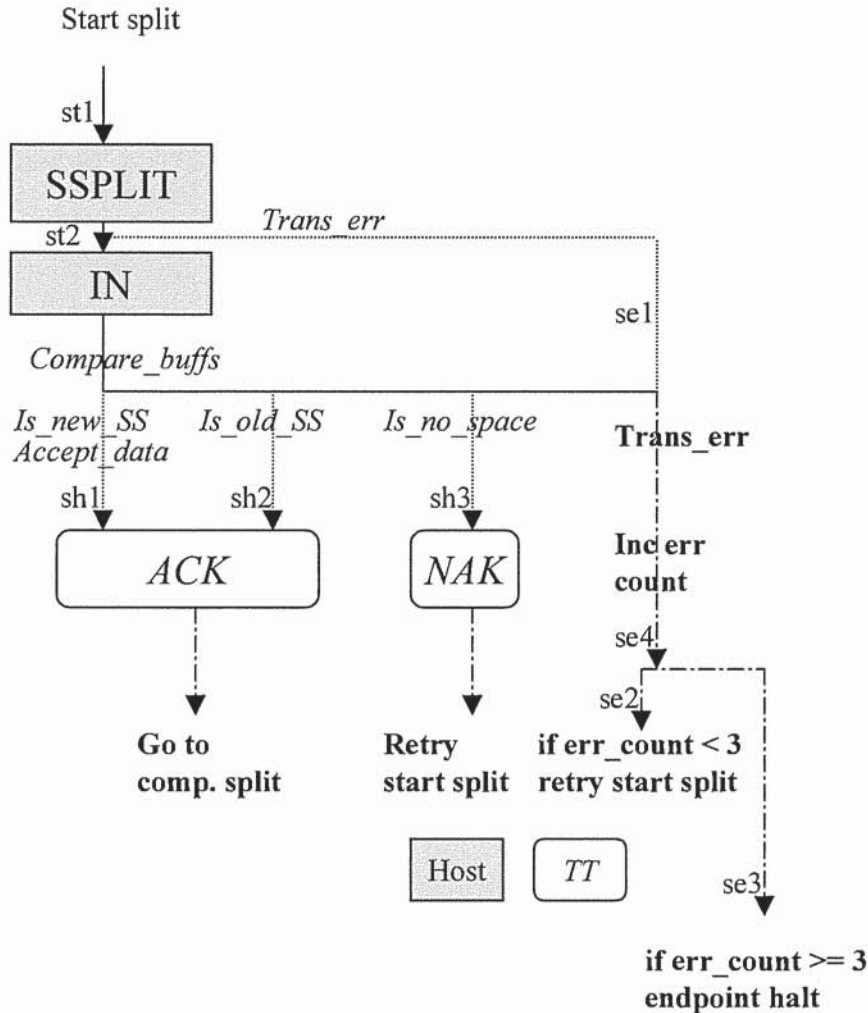 Start split
st1
SSPLIT
st2
Trans_err
IN
se1
Compare_buffs
Is_new_SS
Accept_data
Is_old_SS
Is_no_space
Trans_err
sh1
sh2
sh3
ACK
NAK
Inc err
count
se4
se2
Go to
comp. split
Retry
start split
if err_count < 3
retry start split
Host
TT
se3
if err_count >= 3
endpoint halt